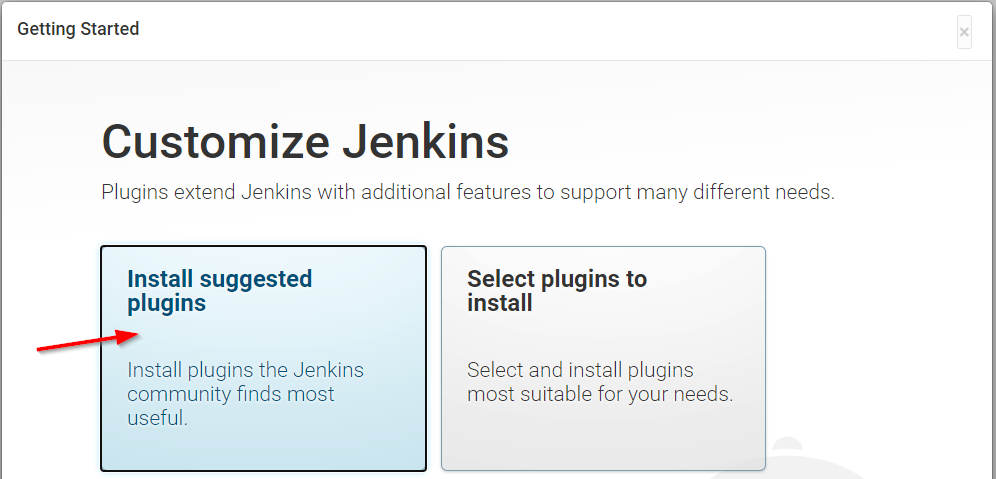 Getting Started
×
Customize Jenkins
Plugins extend Jenkins with additional features to support many different needs.
Install suggested
plugins
Install plugins the Jenkins
community finds most
useful.
Select plugins to
install
Select and install plugins
most suitable for your needs.